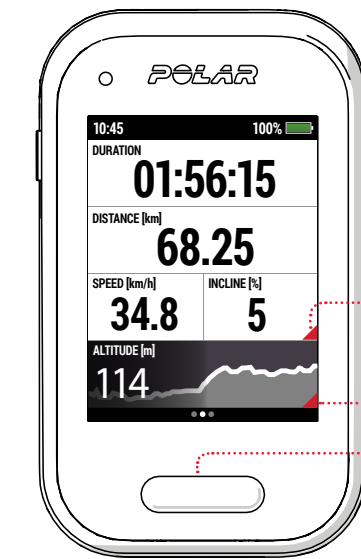 POLAR
10:45 100%
DURATION
01:56:15
DISTANCE [km]
68.25
SPEED [km/h] INCLINE [%]
34.8 5
ALTITUDE [m]
114